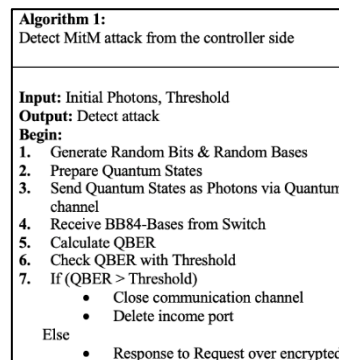 Algorithm 1:
Detect MitM attack from the controller side
Input: Initial Photons, Threshold
Output: Detect attack
Begin:
1. Generate Random Bits & Random Bases
2. Prepare Quantum States
3. Send Quantum States as Photons via Quantum
channel
4. Receive BB84-Bases from Switch
5. Calculate QBER
6. Check QBER with Threshold
7. If (QBER > Threshold)
• Close communication channel
• Delete income port
Else
• Response to Request over encrypted